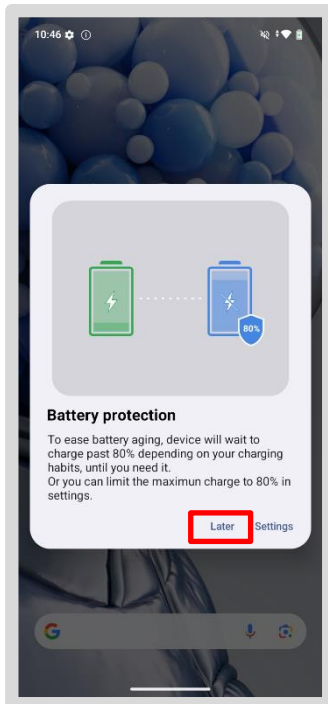 10:46
80%
Battery protection
To ease battery aging, device will wait to
charge past 80% depending on your charging
habits, until you need it.
Or you can limit the maximun charge to 80% in
settings.
Later Settings